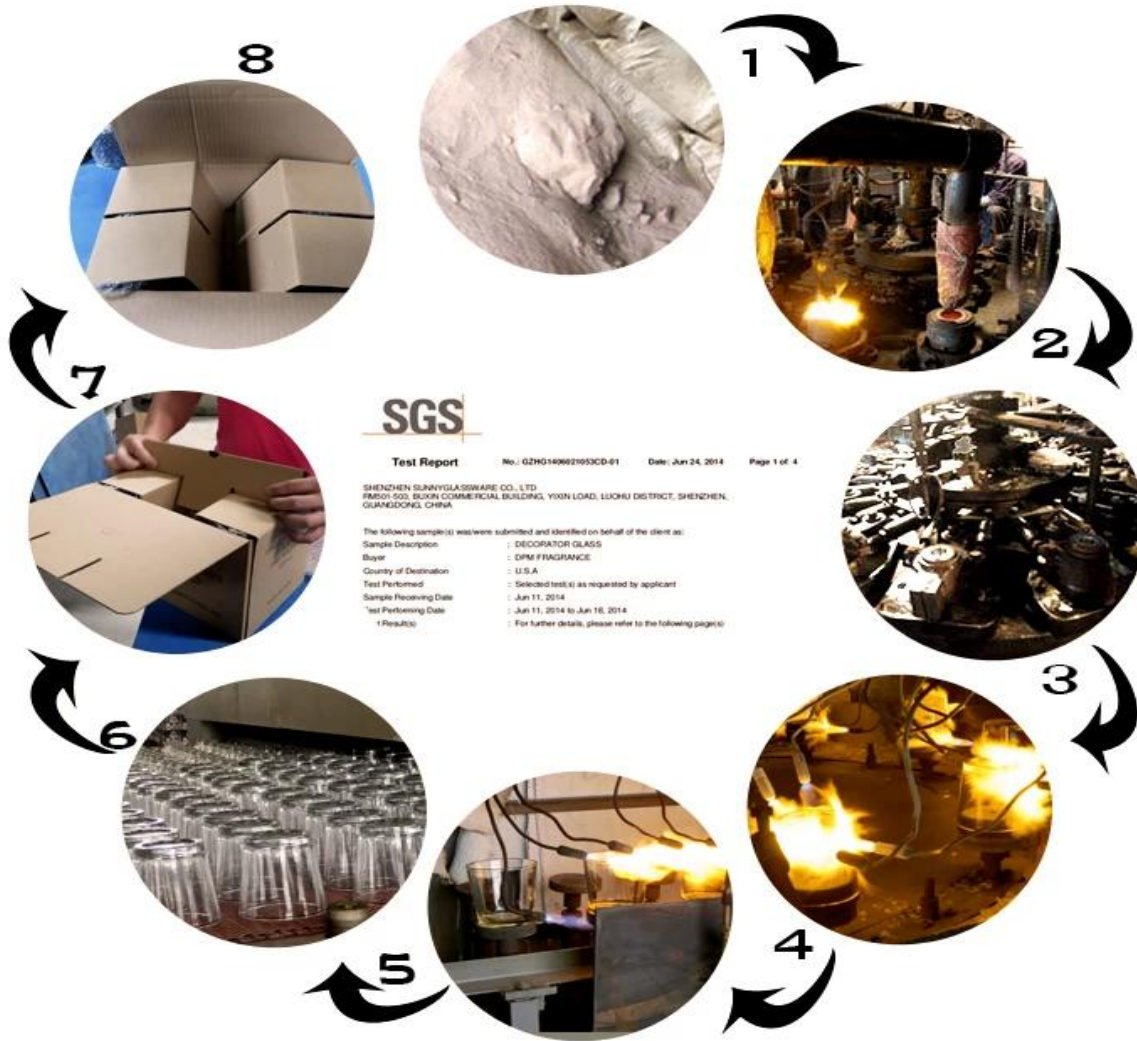 8
1
2
7
SGS
Test Report No.: GZHG1406021053CD-01 Date: Jun 24, 2014 Page 1 of 4
SHENZHEN SUNNYGLASSWARE CO., LTD
RM501-503, BUXIN COMMERCIAL BUILDING, YIXIN LOAD, LUOHU DISTRICT, SHENZHEN,
GUANGDONG, CHINA
The following sample(s) was/were submitted and identified on behalf of the client as:
Sample Description : DECORATOR GLASS
Buyer : DPM FRAGRANCE
Country of Destination : U.S.A
Test Performed : Selected test(s) as requested by applicant
Sample Receiving Date : Jun 11, 2014
Test Performing Date : Jun 11, 2014 to Jun 18, 2014
t Result(s) : For further details, please refer to the following page(s)
3
6
4
5